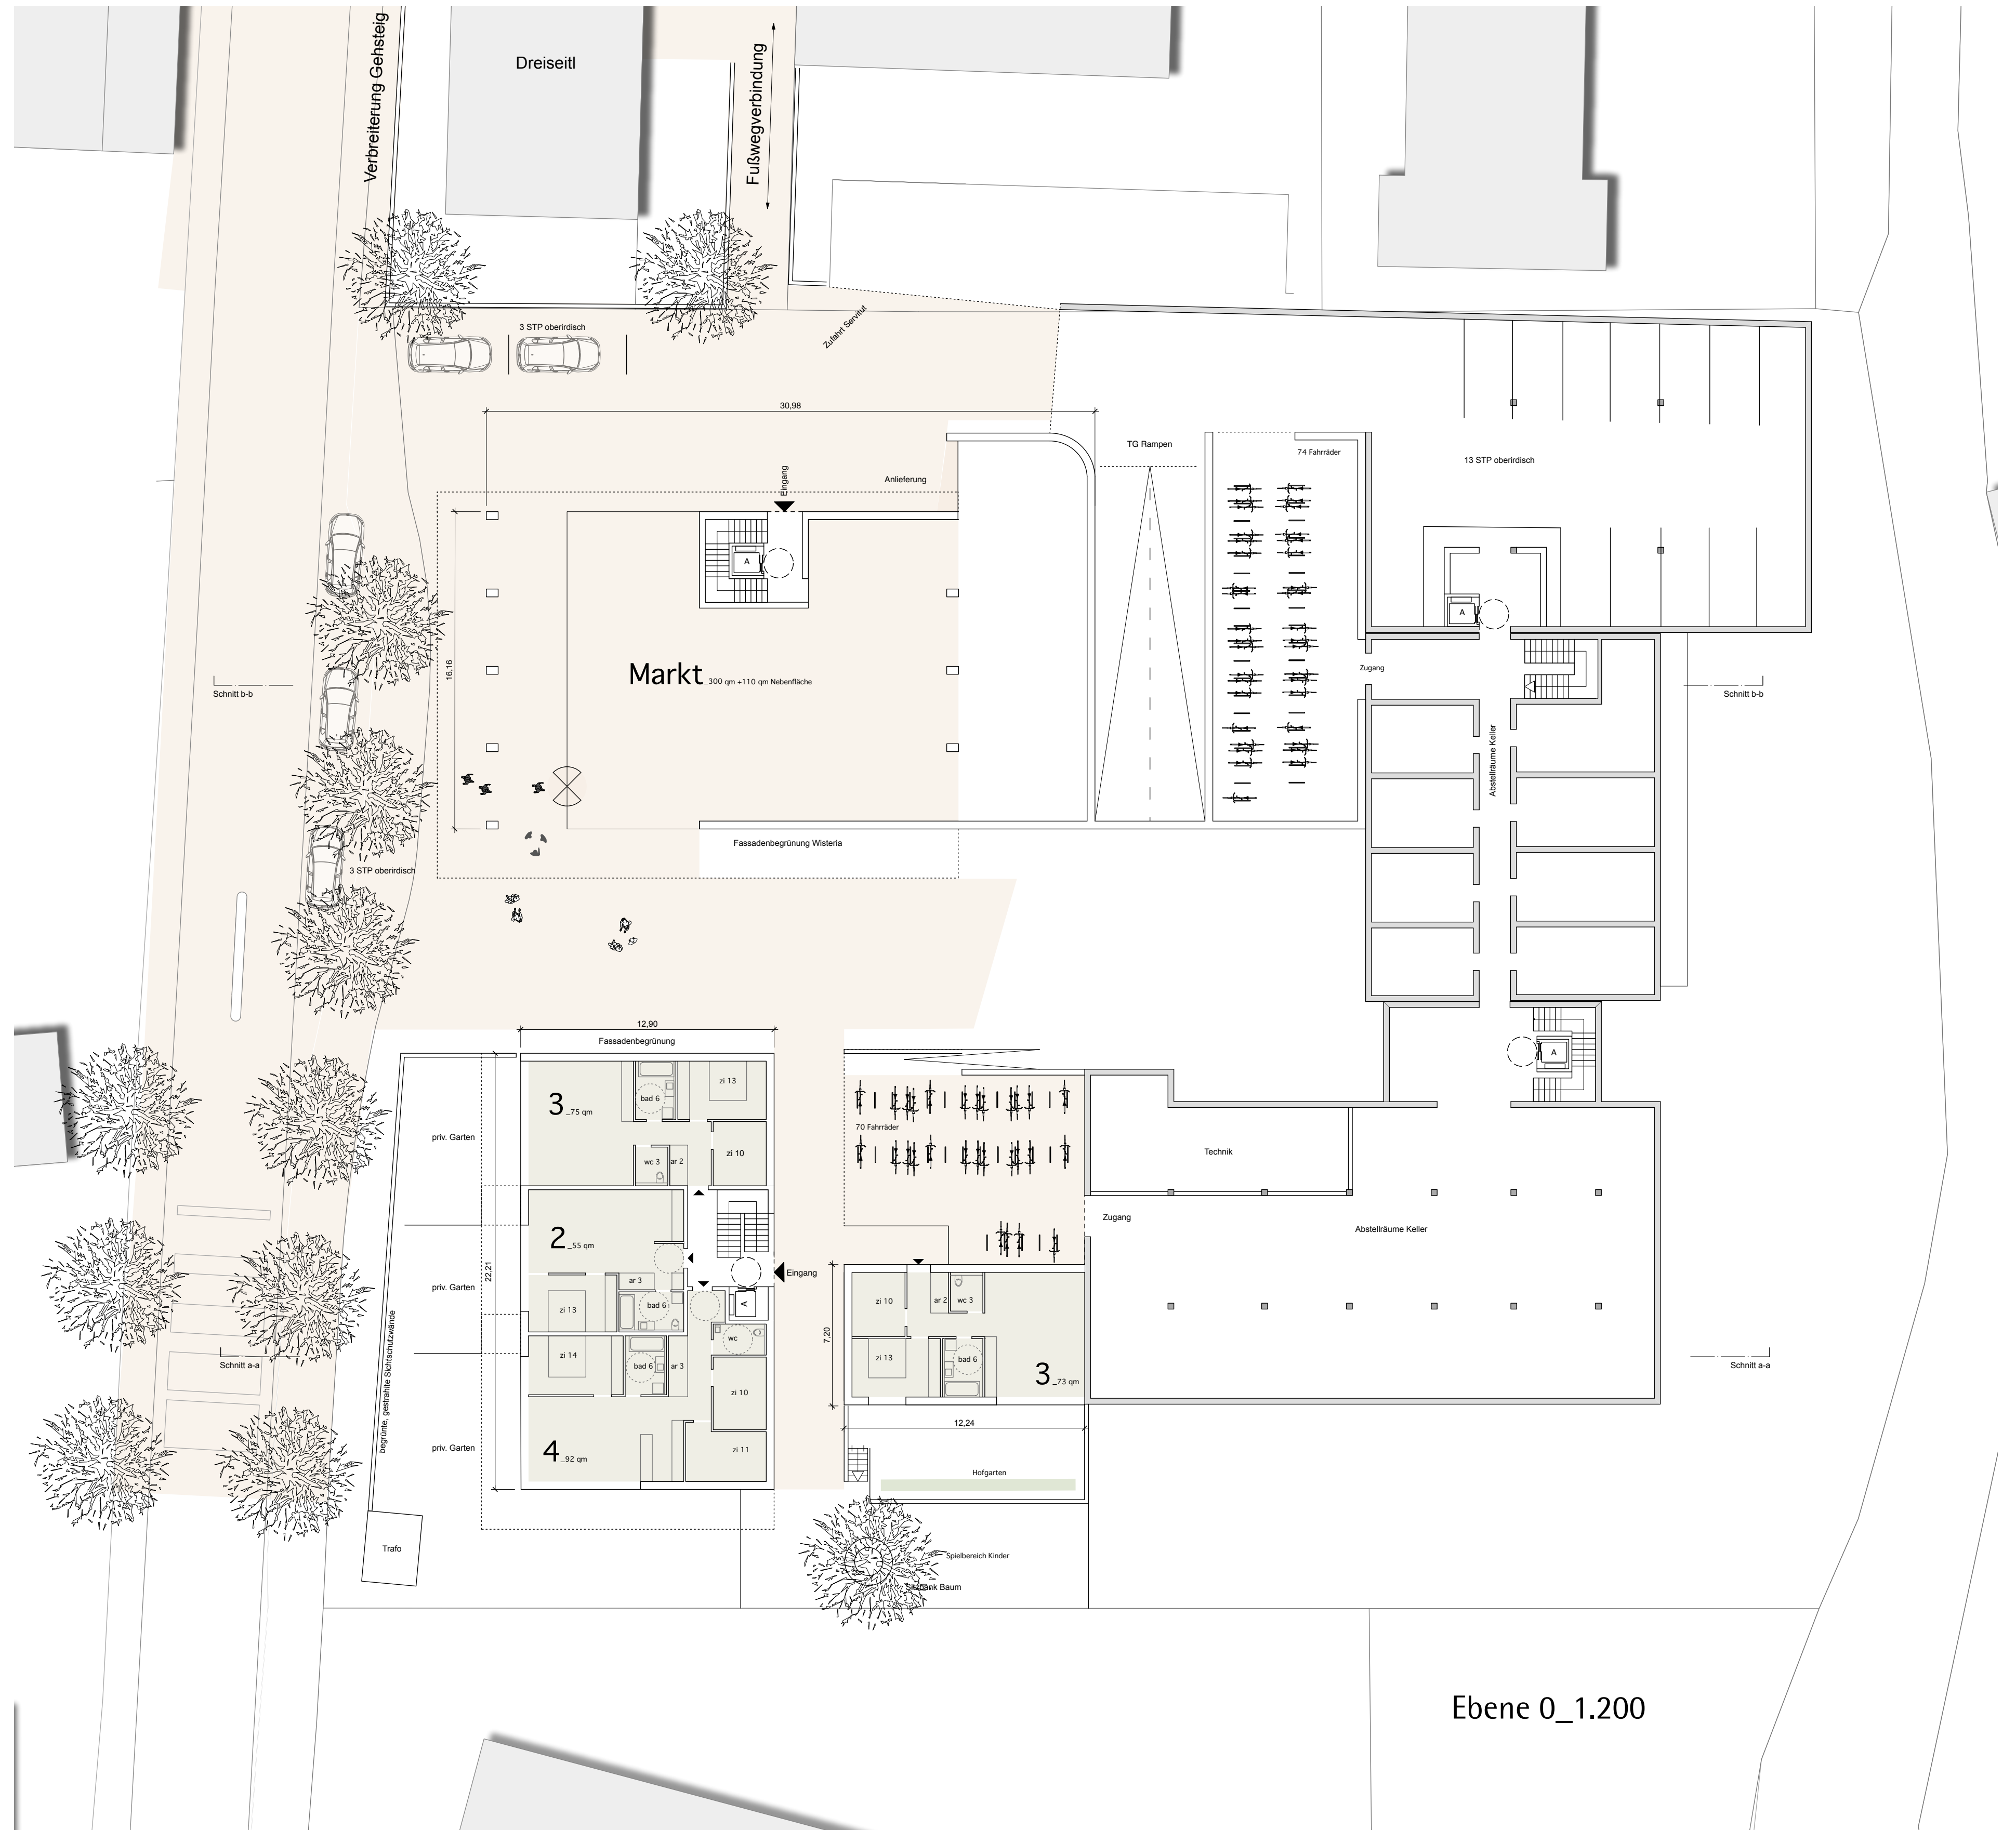 Verbreiterung Gehsteig
Dreiseitl
Fußwegverbindung
Zufahrt Servitut
3 STP oberirdisch
30,98
TG Rampen
74 Fahrräder
13 STP oberirdisch
Eingang
Anlieferung
A
A
16,16
Markt_300 qm +110 qm Nebenfläche
Zugang
Schnitt b-b
Schnitt b-b
Abstellräume Keller
Fassadenbegrünung Wisteria
3 STP oberirdisch
12,90
Fassadenbegrünung
A
3_75 qm
bad 6
zi 13
70 Fahrräder
priv. Garten
wc 3
ar 2
zi 10
Technik
Zugang
Abstellräume Keller
2_55 qm
22,21
Eingang
priv. Garten
ar 3
zi 13
bad 6
A
zi 10
ar 2
wc 3
wc
7,20
begrünte, gestrahlte Sichtschutzwände
Schnitt a-a
zi 14
bad 6
ar 3
zi 13
bad 6
3_73 qm
Schnitt a-a
zi 10
12,24
priv. Garten
4_92 qm
zi 11
Hofgarten
Trafo
Spielbereich Kinder
Sitzbank Baum
Ebene 0_1.200